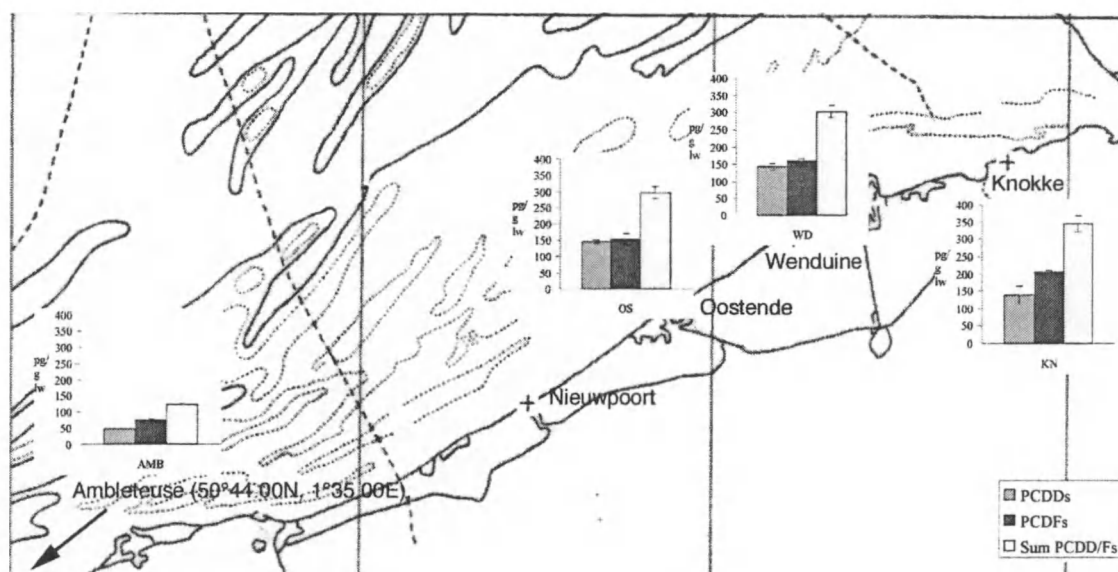 400
350
300
250
200
150
100
50
0
pg/
g
lw
WD
Knokke
400
350
300
250
200
150
100
50
0
pg/
g
lw
OS
Wenduine
Oostende
400
350
300
250
200
150
100
50
0
pg/
g
lw
KN
400
350
300
250
200
150
100
50
0
pg/
g
lw
AMB
Nieuwpoort
Ambleteuse (50°44.00N, 1°35.00E)
PCDDs
PCDFs
Sum PCDD/Fs